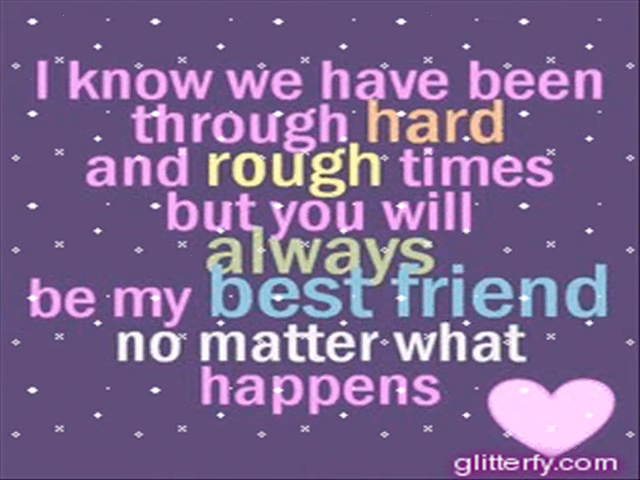 I know we have been
through hard
and rough times
but you will
always
be my best friend
no matter what
happens
glitterfy.com